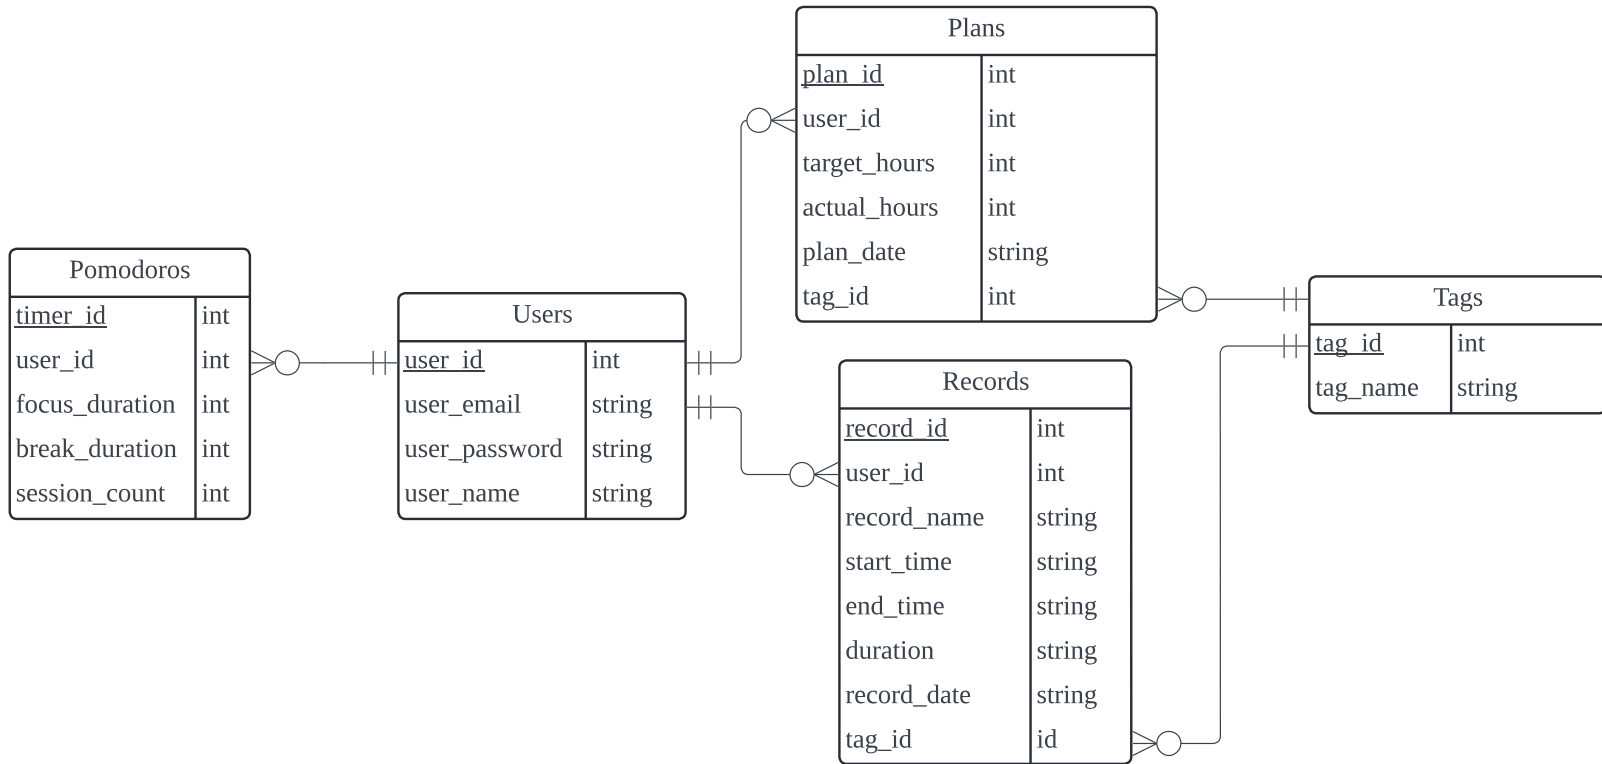 Plans
plan_id int
user_id int
target_hours int
actual_hours int
plan_date string
tag_id int
Pomodoros
timer_id int
user_id int
focus_duration int
break_duration int
session_count int
Users
user_id int
user_email string
user_password string
user_name string
Tags
tag_id int
tag_name string
Records
record_id int
user_id int
record_name string
start_time string
end_time string
duration string
record_date string
tag_id id